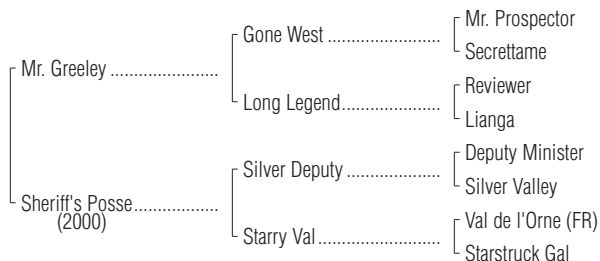 Mr. Prospector
Gone West ........................
Secrettame
Mr. Greeley .......................
Reviewer
Long Legend.....................
Lianga
Deputy Minister
Silver Deputy ....................
Silver Valley
Sheriff's Posse..................
(2000)
Val de l'Orne (FR)
Starry Val..........................
Starstruck Gal